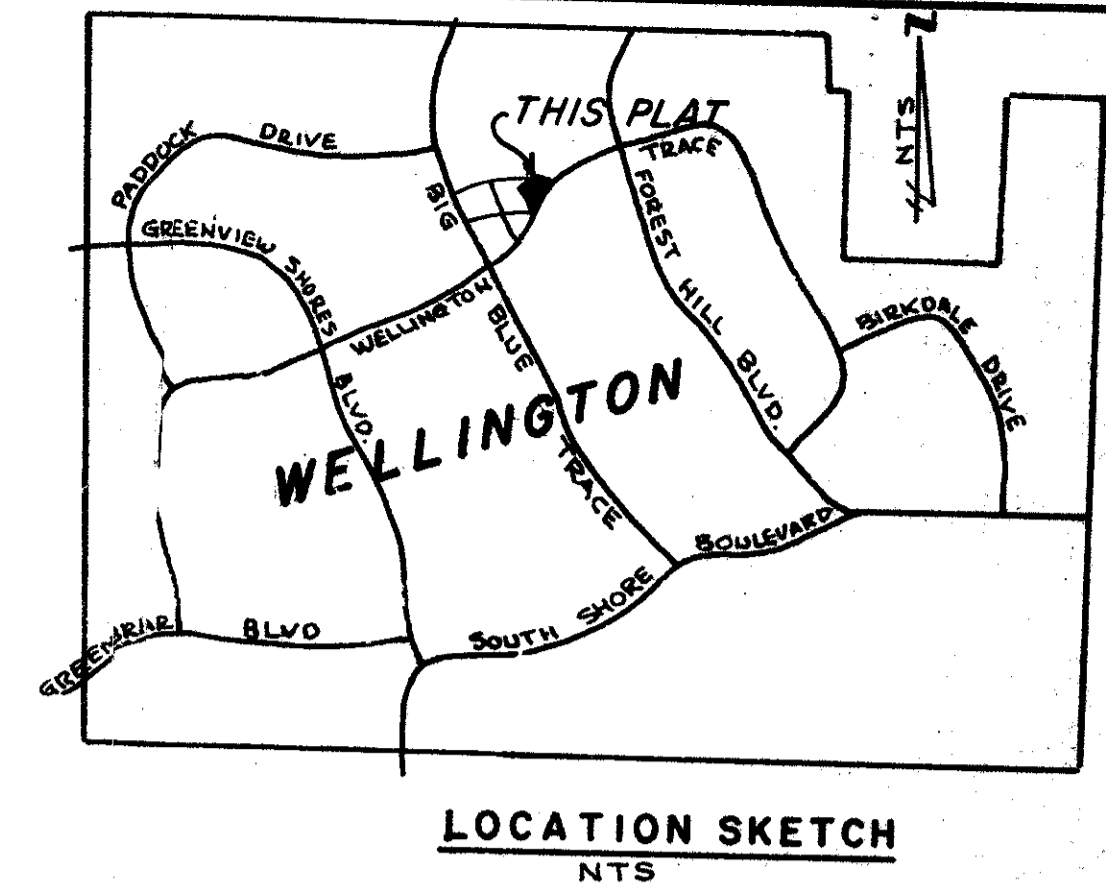 N
NTS
THIS PLAT
PADDOCK DRIVE
TRACE
BIG
GREENVIEW SHORES
BLVD.
FOREST HILL BLVD.
WELLINGTON
BLUE
TRACE
BIRKDALE DRIVE
WELLINGTON
BOULEVARD
SOUTH SHORE
GREENBRIAR BLVD
LOCATION SKETCH
NTS